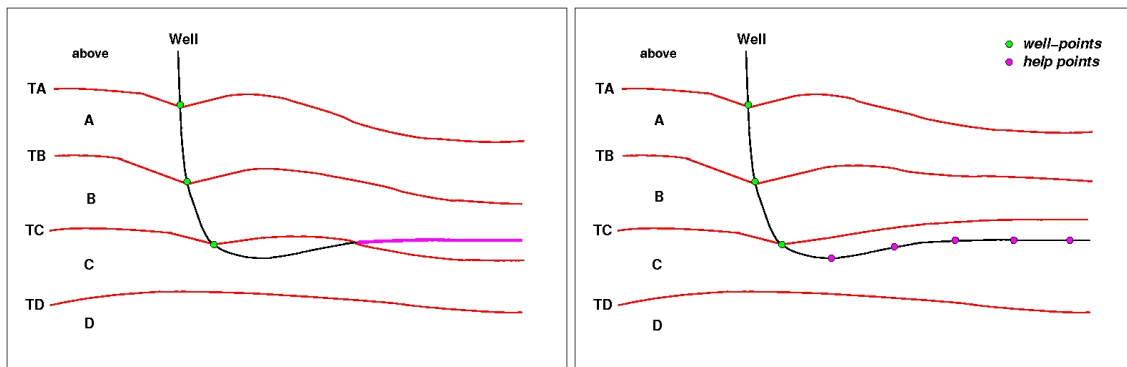 Well
above
TA
A
TB
B
TC
C
TD
D
Well
above
well-points
help points
TA
A
TB
B
TC
C
TD
D